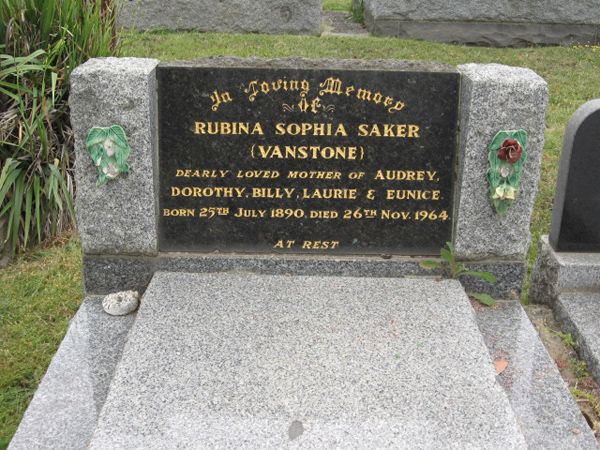 In Loving Memory
OF
RUBINA SOPHIA SAKER
(VANSTONE)
DEARLY LOVED MOTHER OF AUDREY,
DOROTHY, BILLY, LAURIE & EUNICE
BORN 25TH JULY 1890, DIED 26TH NOV. 1964.
AT REST